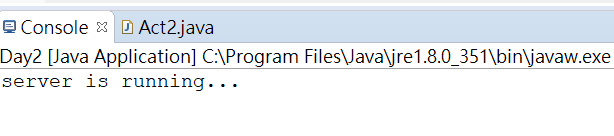 Console Act2.java
Day2 [Java Application] C:\Program Files\Java\jre1.8.0_351\bin\javaw.exe
server is running...